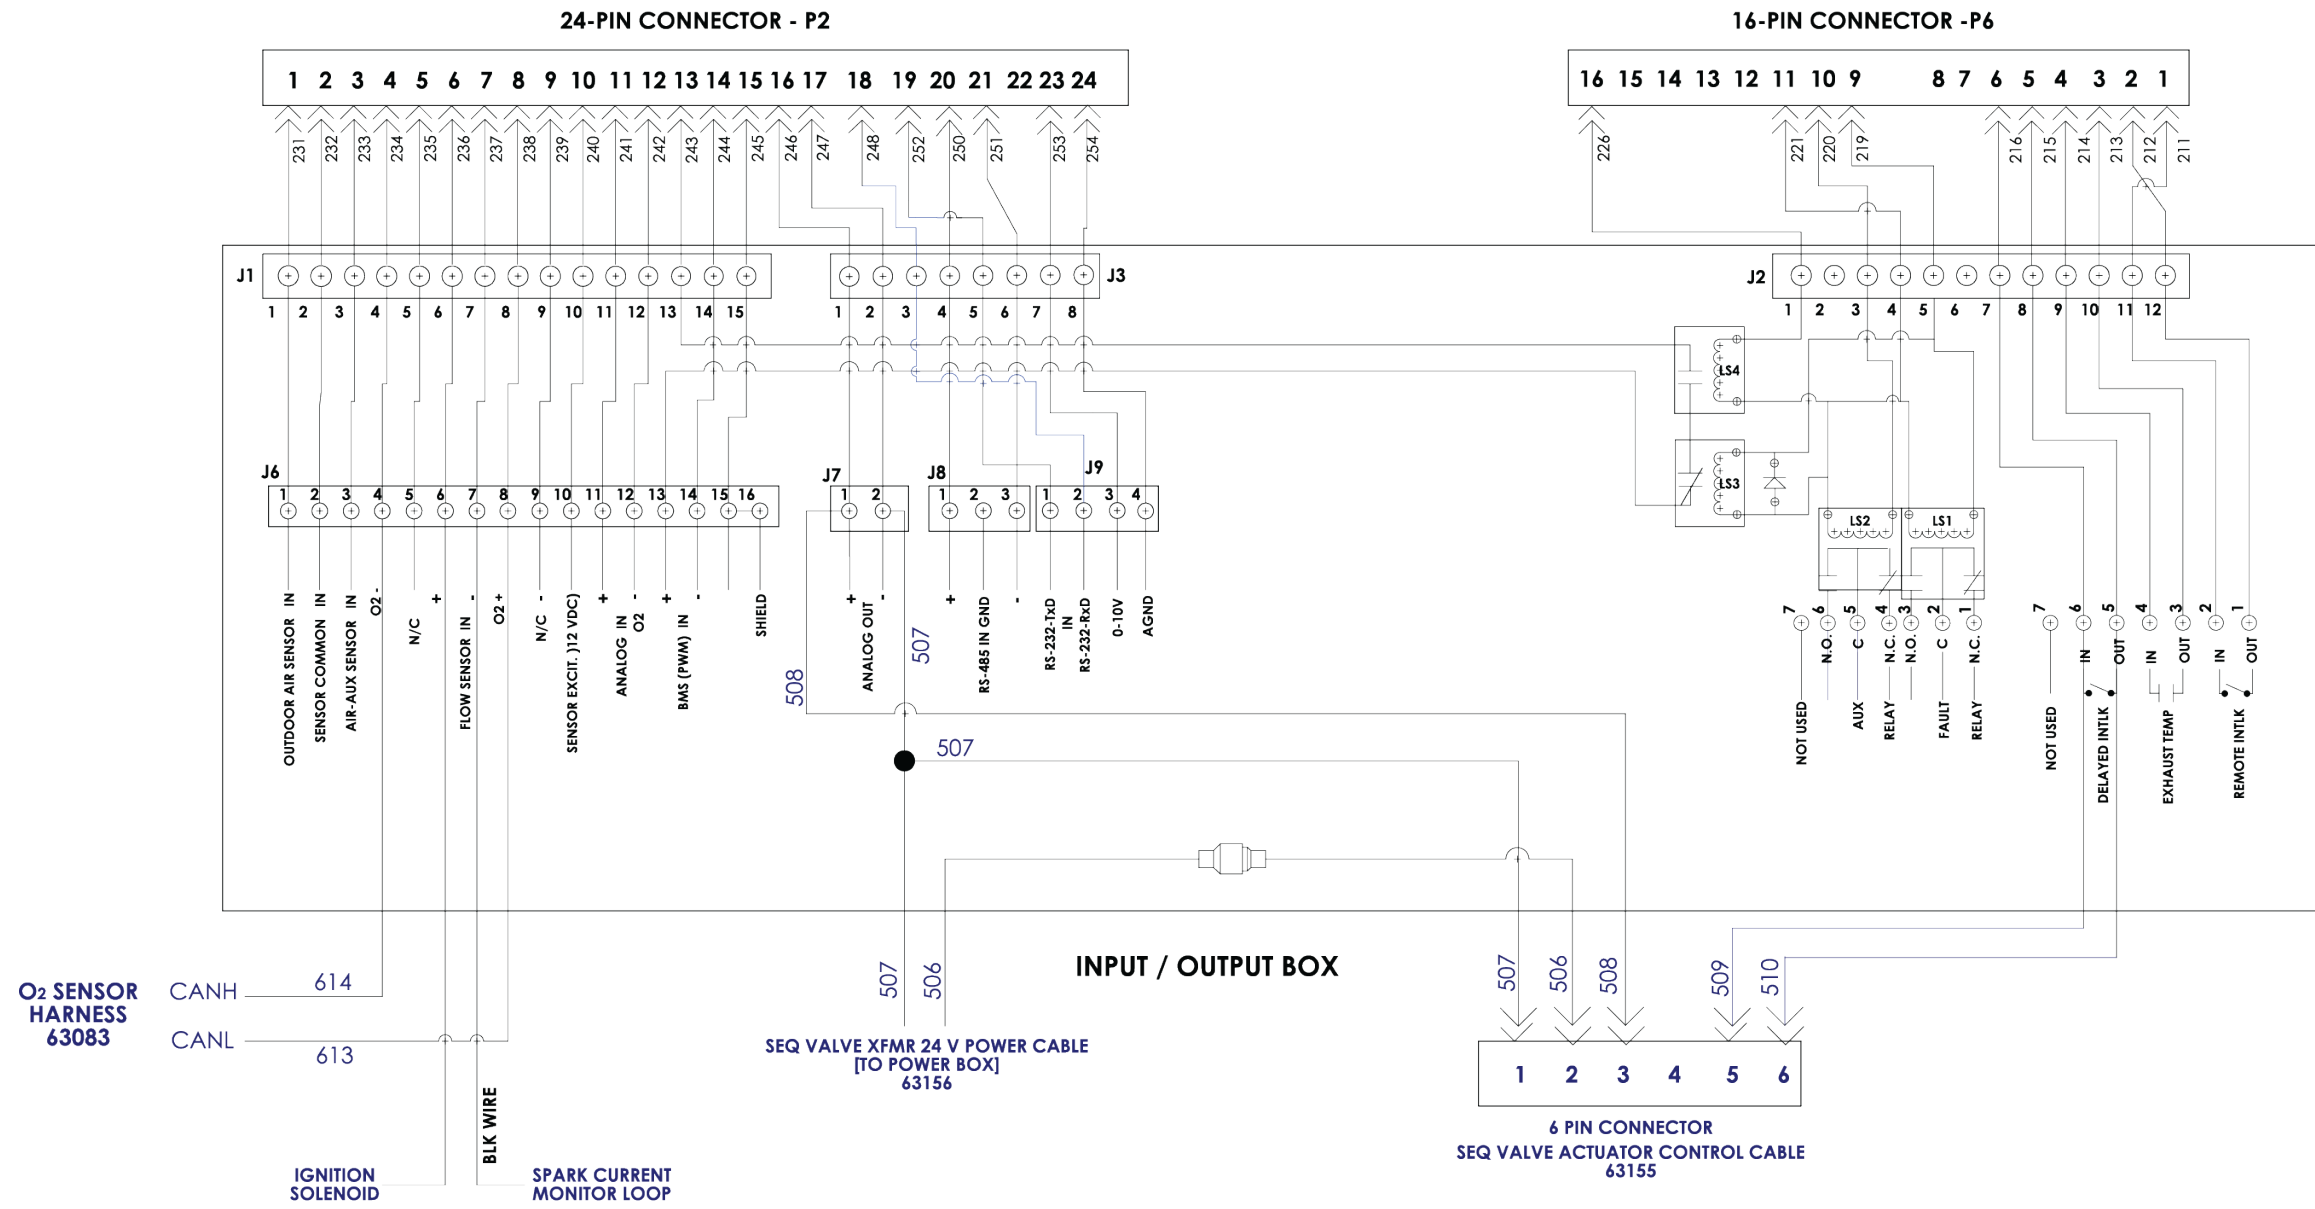 24-PIN CONNECTOR - P2
16-PIN CONNECTOR -P6
1 2 3 4 5 6 7 8 9 10 11 12 13 14 15 16 17 18 19 20 21 22 23 24
16 15 14 13 12 11 10 9 8 7 6 5 4 3 2 1
231 232 233 234 235 236 237 238 239 240 241 242 243 244 245 246 247 248 252 250 251 253 254
226 221 220 219 216 215 214 213 212 211
J1
J3
J2
1 2 3 4 5 6 7 8 9 10 11 12 13 14 15
1 2 3 4 5 6 7 8
1 2 3 4 5 6 7 8 9 10 11 12
LS4
LS3
LS2
LS1
J6
J7
J8
J9
1 2 3 4 5 6 7 8 9 10 11 12 13 14 15 16
1 2
1 2 3
1 2 3 4
OUTDOOR AIR SENSOR IN
SENSOR COMMON IN
AIR-AUX SENSOR IN
O2 -
N/C
+
FLOW SENSOR IN
-
O2 +
N/C -
SENSOR EXCIT. )12 VDC)
+
ANALOG IN
-
O2
+
BMS (PWM) IN
-
SHIELD
+
ANALOG OUT
-
+
RS-485 IN GND
-
RS-232-TxD
IN
RS-232-RxD
0-10V
AGND
7 6 5 4 3 2 1
N.O. C N.C. N.O. C N.C.
NOT USED
AUX
RELAY
FAULT
RELAY
7 6 5 4 3 2 1
IN OUT IN OUT IN OUT
NOT USED
DELAYED INTLK
EXHAUST TEMP
REMOTE INTLK
508
507
507
INPUT / OUTPUT BOX
507 506
507 506 508 509 510
O2 SENSOR
HARNESS
63083
CANH
614
CANL
613
SEQ VALVE XFMR 24 V POWER CABLE
[TO POWER BOX]
63156
1 2 3 4 5 6
6 PIN CONNECTOR
SEQ VALVE ACTUATOR CONTROL CABLE
63155
BLK WIRE
IGNITION
SOLENOID
SPARK CURRENT
MONITOR LOOP